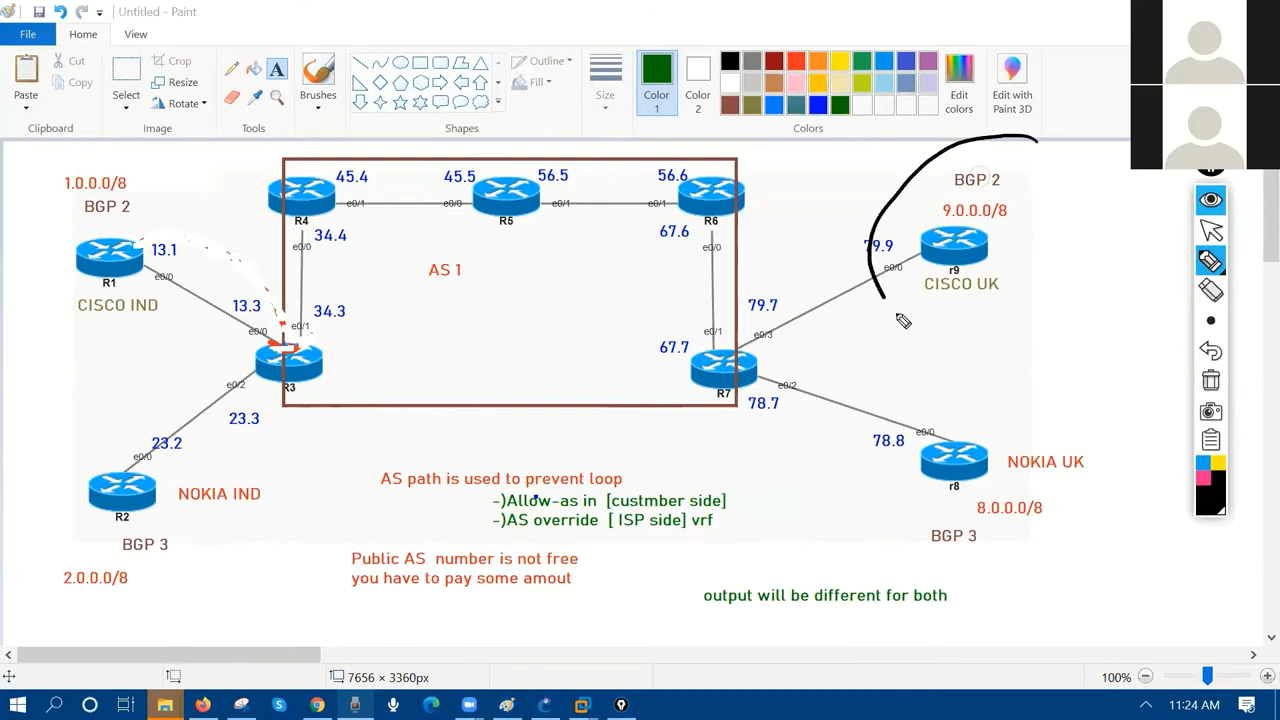 Untitled - Paint
File
Home
View
Paste
Cut
Copy
Clipboard
Select
Crop
Resize
Rotate
Image
Tools
Brushes
Shapes
Outline
Fill
Size
Color
1
Color
2
Colors
Edit
colors
Edit with
Paint 3D
1.0.0.0/8
BGP 2
13.1
R1
e0/0
CISCO IND
13.3
e0/0
45.4
e0/1
R4
34.4
e0/0
34.3
e0/1
R3
e0/2
23.3
23.2
e0/0
R2
NOKIA IND
BGP 3
2.0.0.0/8
45.5
e0/0
56.5
e0/1
R5
AS 1
56.6
e0/1
R6
67.6
e0/0
e0/1
67.7
R7
79.7
e0/3
e0/2
78.7
BGP 2
9.0.0.0/8
79.9
e0/0
r9
CISCO UK
78.8
e0/0
r8
NOKIA UK
8.0.0.0/8
BGP 3
AS path is used to prevent loop
-)Allow-as in [custmber side]
-)AS override [ ISP side] vrf
Public AS number is not free
you have to pay some amout
output will be different for both
7656 × 3360px
100%
11:24 AM